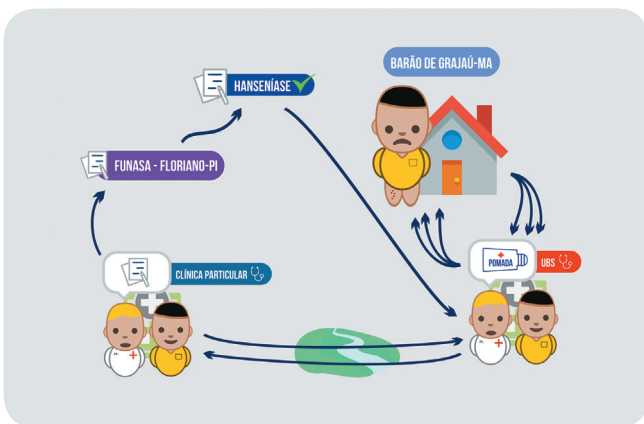 BARÃO DE GRAJAÚ-MA
HANSENÍASE
FUNASA - FLORIANO-PI
POMADA
UBS
CLÍNICA PARTICULAR